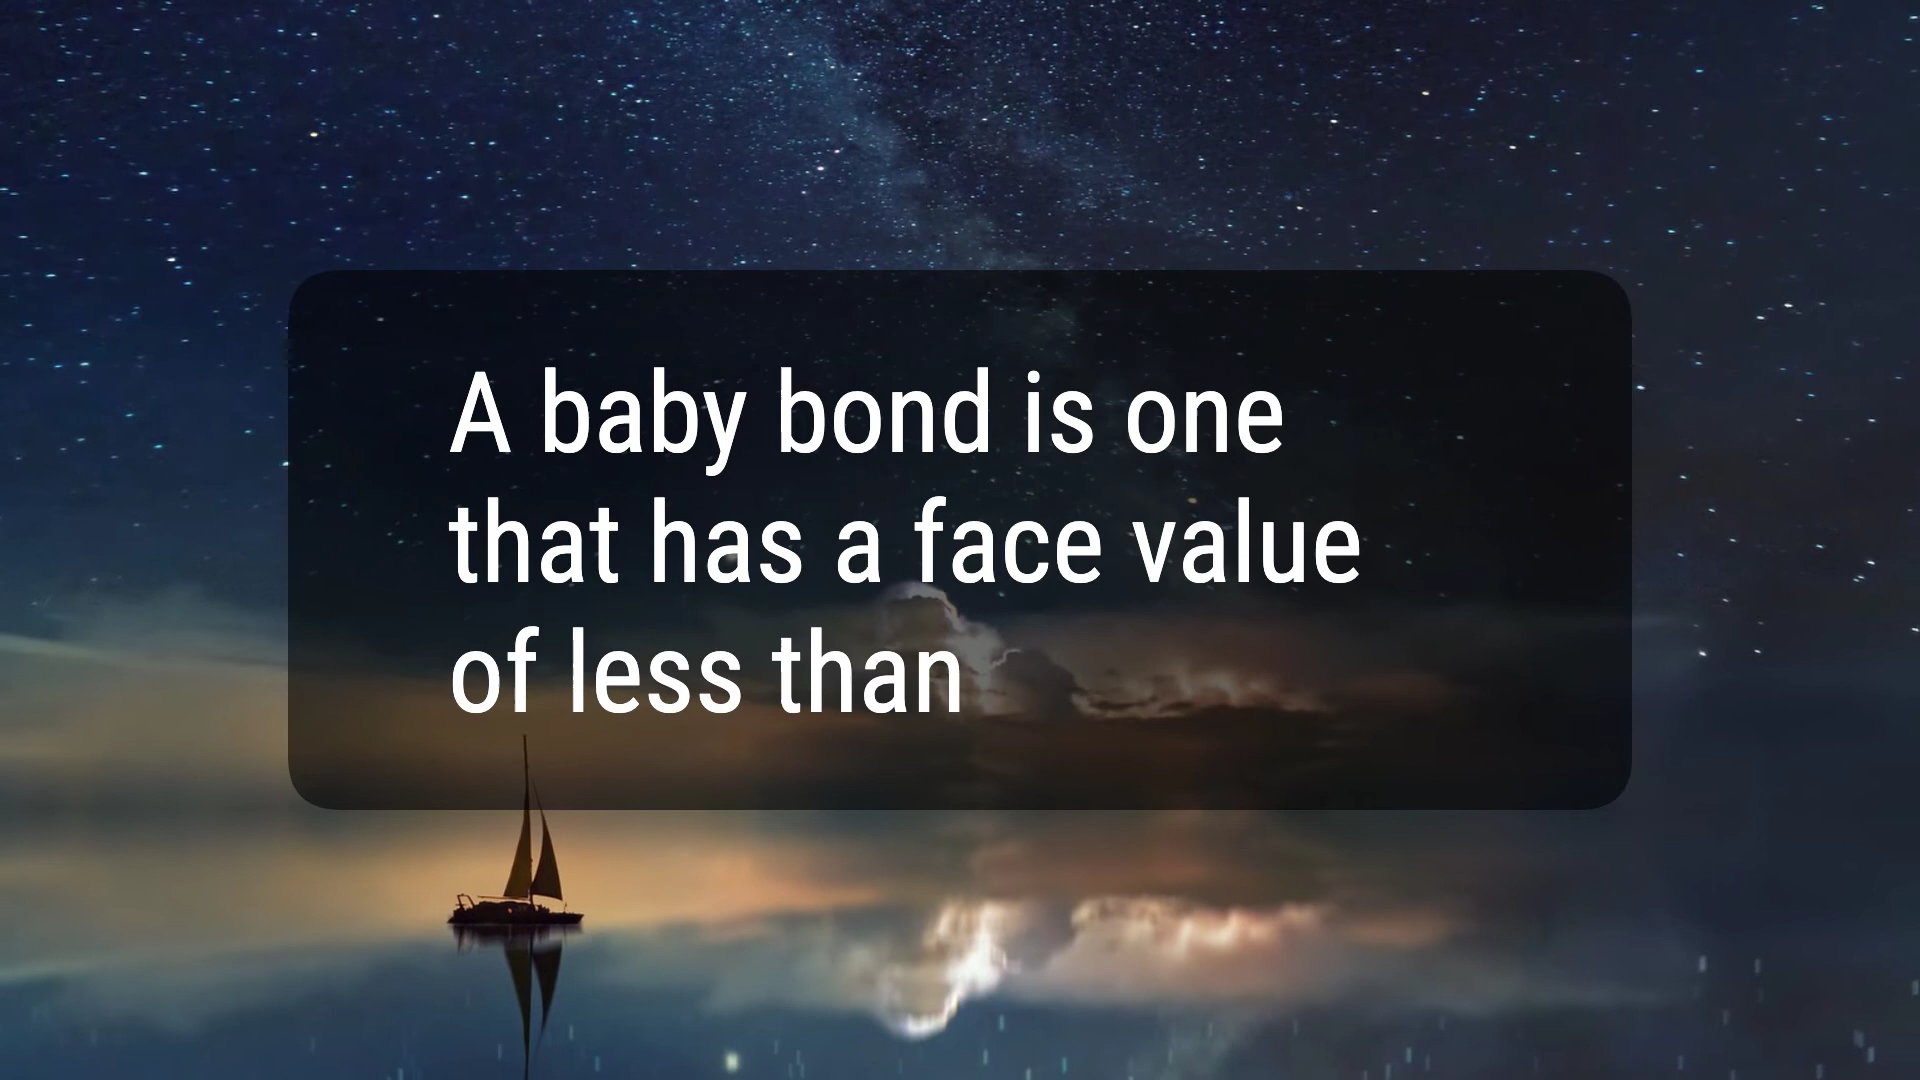 A baby bond is one
that has a face value
of less than